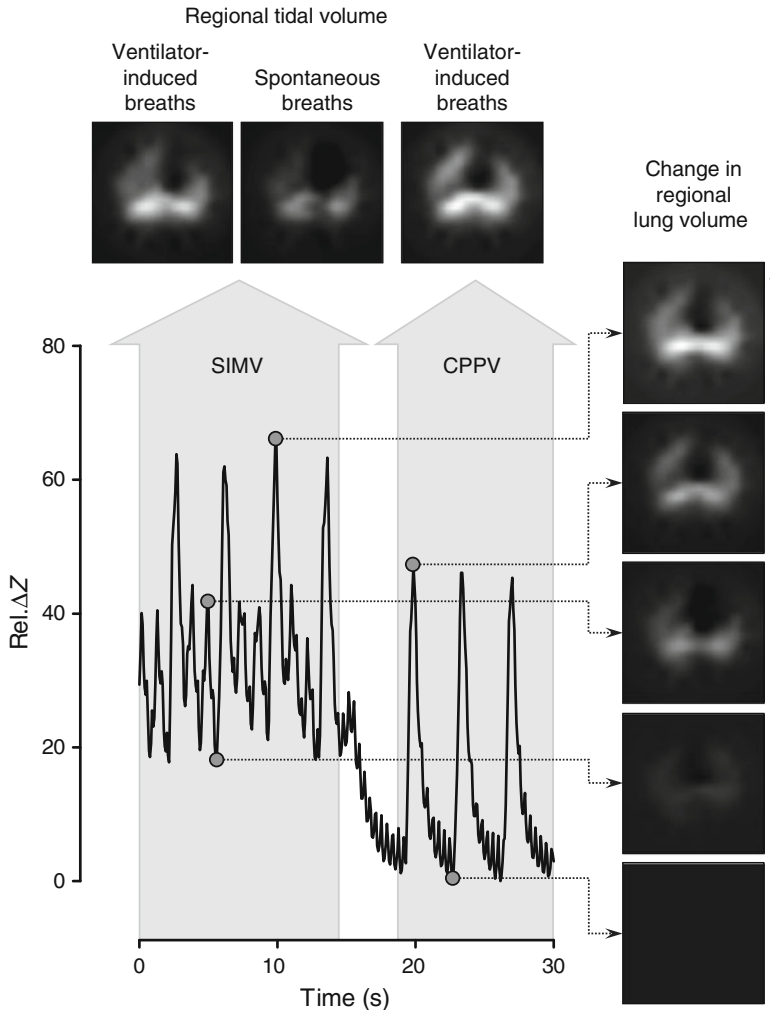 Regional tidal volume
Ventilator-
induced
breaths
Spontaneous
breaths
Ventilator-
induced
breaths
Change in
regional
lung volume
SIMV
CPPV
80
60
40
20
0
Rel.ΔZ
0
10
20
30
Time (s)